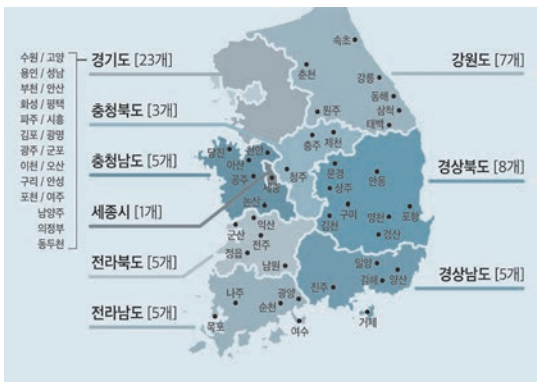 수원 / 고양
용인 / 성남
부천 / 안산
화성 / 평택
파주 / 시흥
김포 / 광명
광주 / 군포
이천 / 오산
구리 / 안성
포천 / 여주
남양주
의정부
동두천
경기도 [23개]
충청북도 [3개]
충청남도 [5개]
세종시 [1개]
전라북도 [5개]
전라남도 [5개]
강원도 [7개]
경상북도 [8개]
경상남도 [5개]
속초
춘천
강릉
동해
원주
삼척
태백
충주
제천
청주
당진
천안
아산
공주
논산
문경
안동
상주
구미
김천
영천
포항
경산
군산
익산
전주
정읍
남원
밀양
진주
김해
양산
거제
나주
순천
광양
목포
여수